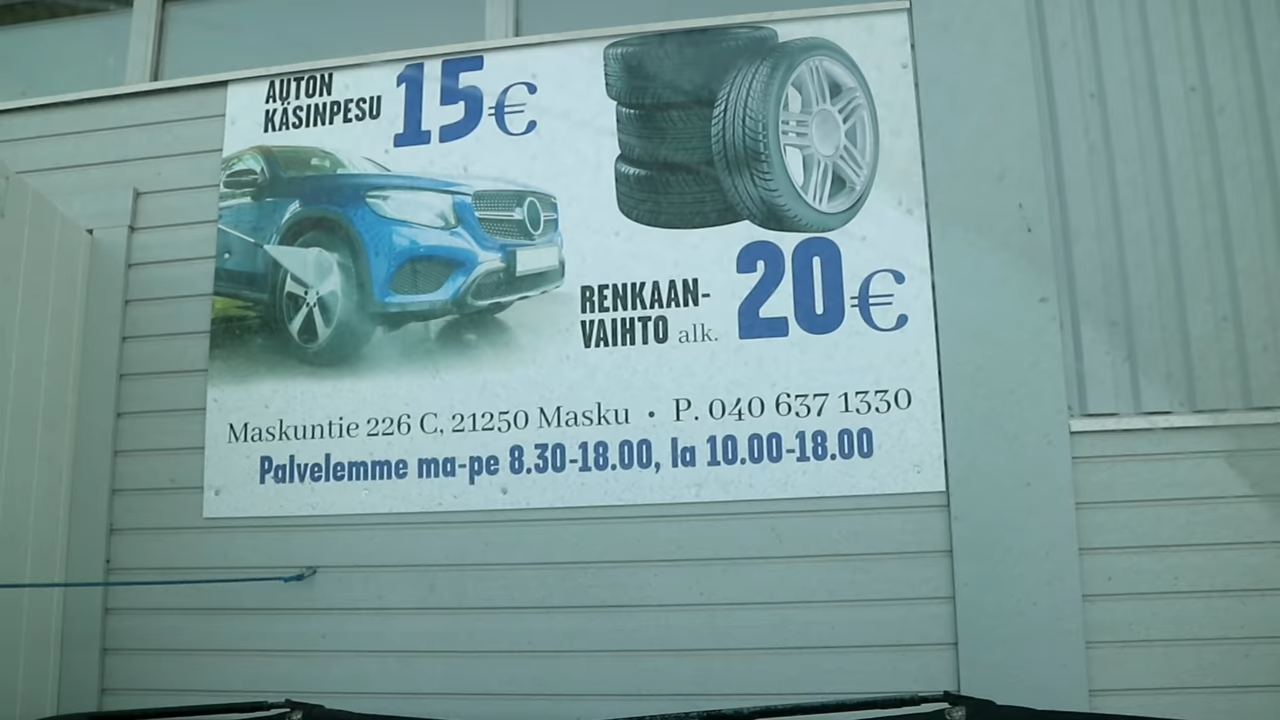 AUTON
KÄSINPESU
15€
RENKAAN-
VAIHTO alk.
20€
Maskuntie 226 C, 21250 Masku • P. 040 637 1330
Palvelemme ma-pe 8.30-18.00, la 10.00-18.00